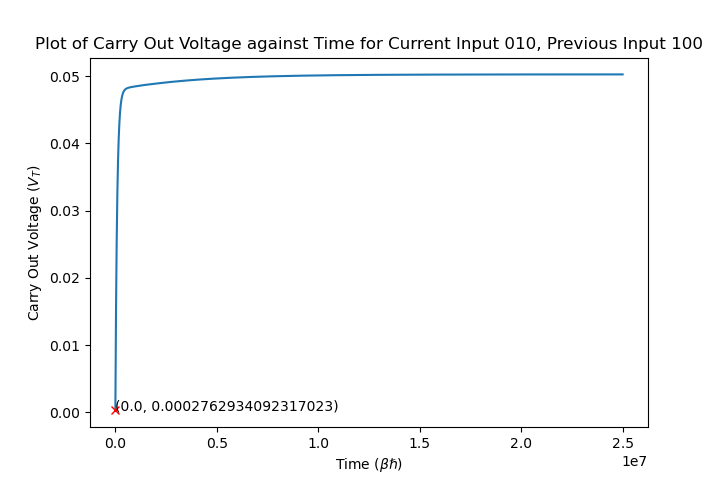 Plot of Carry Out Voltage against Time for Current Input 010, Previous Input 100
Carry Out Voltage (V_T)
0.05
0.04
0.03
0.02
0.01
0.00
(0.0, 0.0002762934092317023)
0.0 0.5 1.0 1.5 2.0 2.5
1e7
Time (βħ)